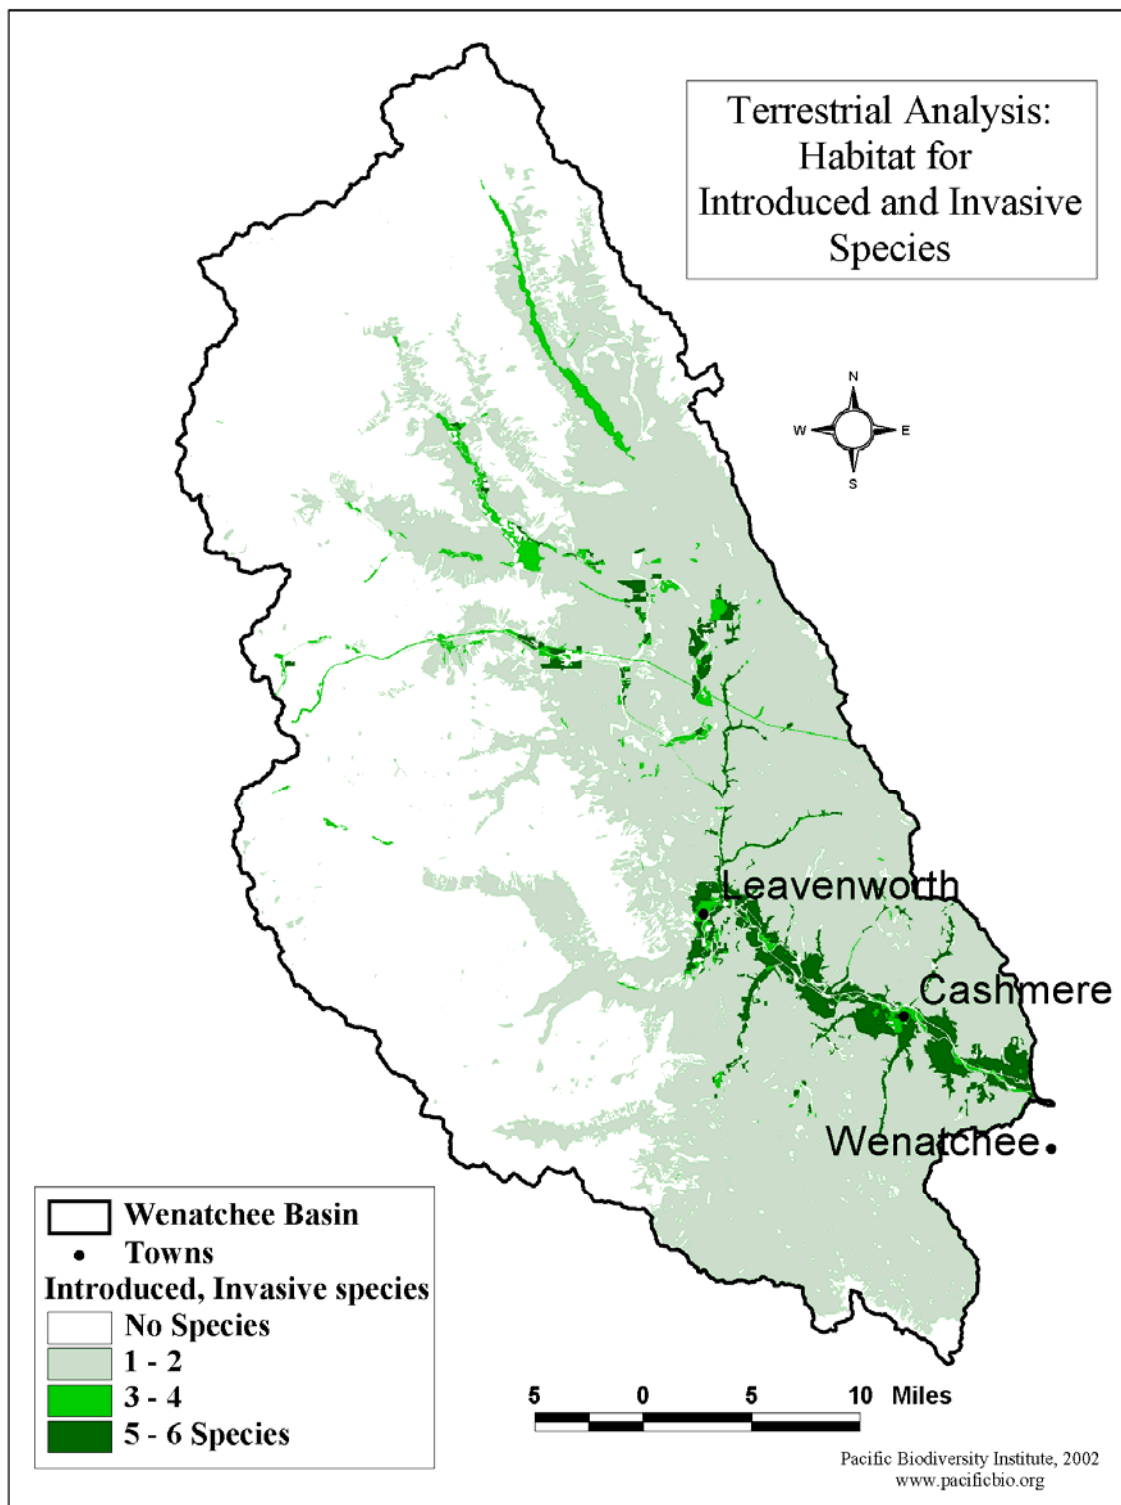 Terrestrial Analysis:
Habitat for
Introduced and Invasive
Species
N
W
E
S
Leavenworth
Cashmere
Wenatchee
Wenatchee Basin
Towns
Introduced, Invasive species
No Species
1 - 2
3 - 4
5 - 6 Species
5 0 5 10 Miles
Pacific Biodiversity Institute, 2002
www.pacificbio.org